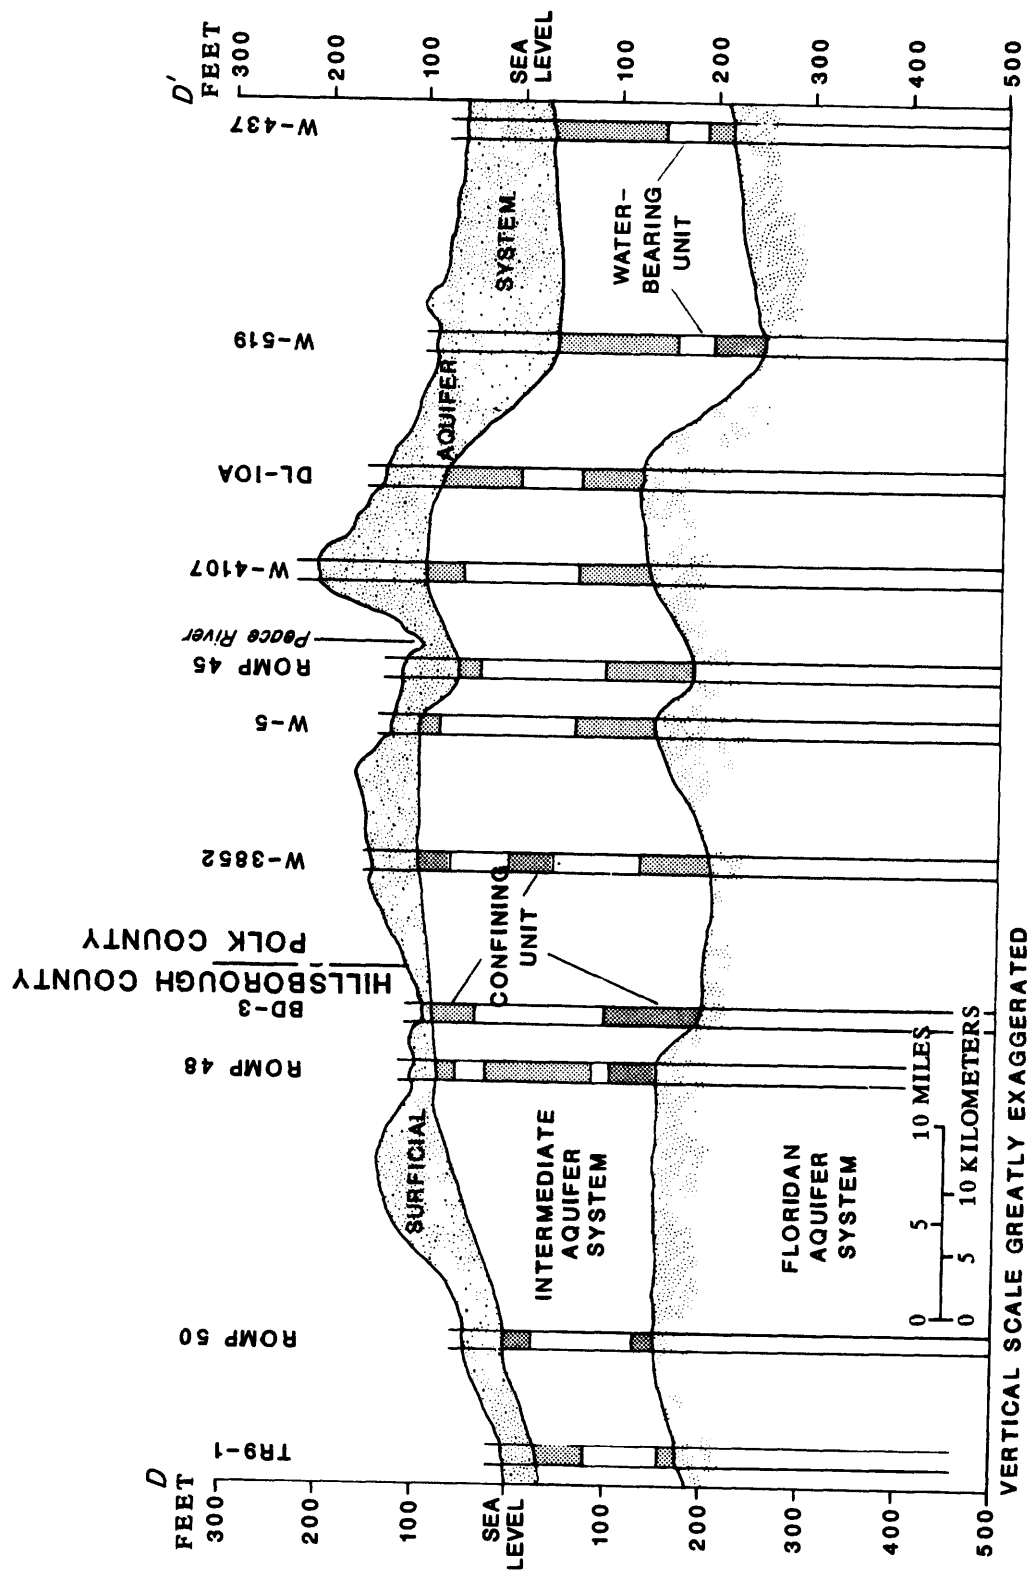 D
FEET
300
200
100
SEA
LEVEL
100
200
300
400
500
D'
FEET
300
200
100
SEA
LEVEL
100
200
300
400
500
TR9-1
ROMP 50
ROMP 48
BD-3
HILLSBOROUGH COUNTY
POLK COUNTY
W-3852
W-5
ROMP 45
Peace River
W-4107
DL-10A
W-519
W-437
SURFICIAL
AQUIFER
SYSTEM
INTERMEDIATE
AQUIFER
SYSTEM
CONFINING
UNIT
WATER-
BEARING
UNIT
FLORIDAN
AQUIFER
SYSTEM
0 5 10 MILES
0 5 10 KILOMETERS
VERTICAL SCALE GREATLY EXAGGERATED